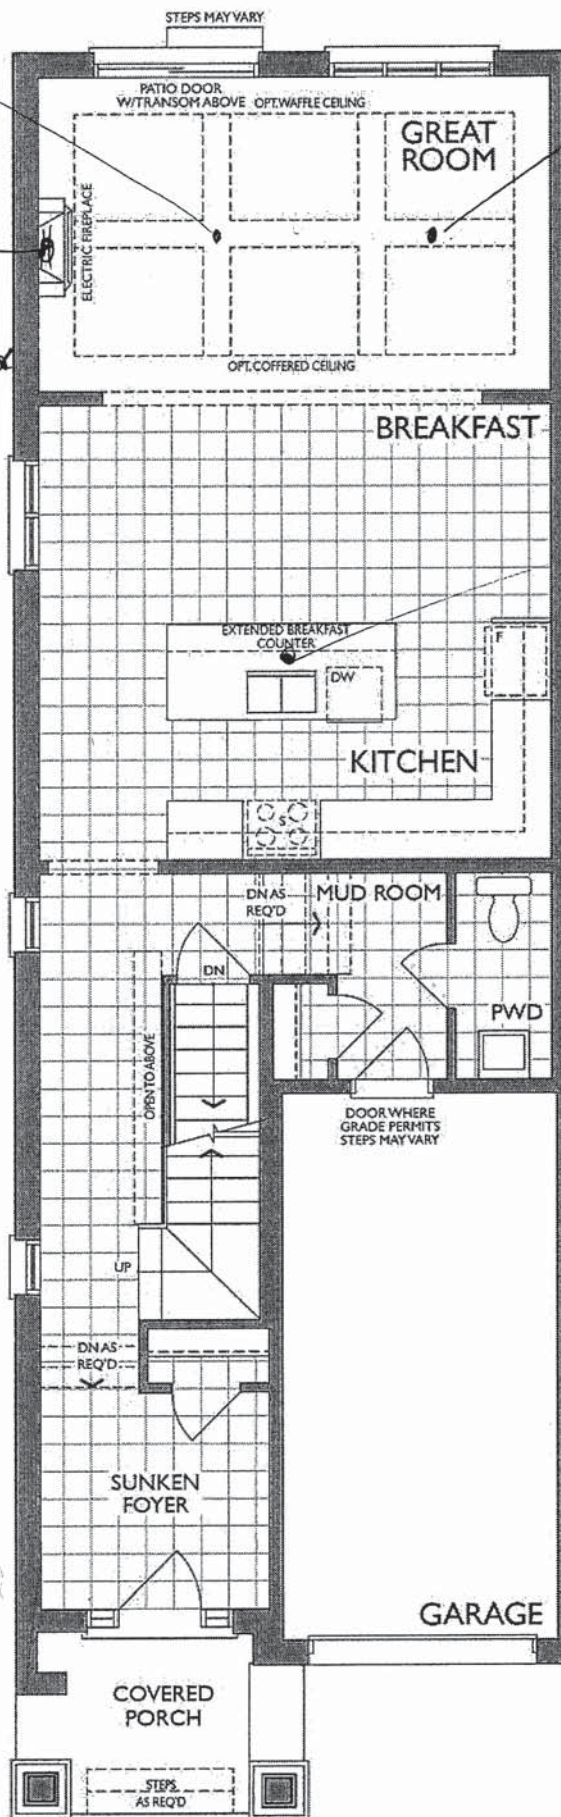 STEPS MAY VARY
PATIO DOOR
W/TRANSOM ABOVE
OPT. WAFFLE CEILING
GREAT
ROOM
ELECTRIC FIREPLACE
OPT. COFFERED CEILING
BREAKFAST
EXTENDED BREAKFAST
COUNTER
F
DW
KITCHEN
S
DN AS
REQ'D
MUD ROOM
DN
PWD
OPEN TO ABOVE
DOOR WHERE
GRADE PERMITS
STEPS MAY VARY
UP
DN AS
REQ'D
SUNKEN
FOYER
GARAGE
COVERED
PORCH
STEPS
AS REQ'D